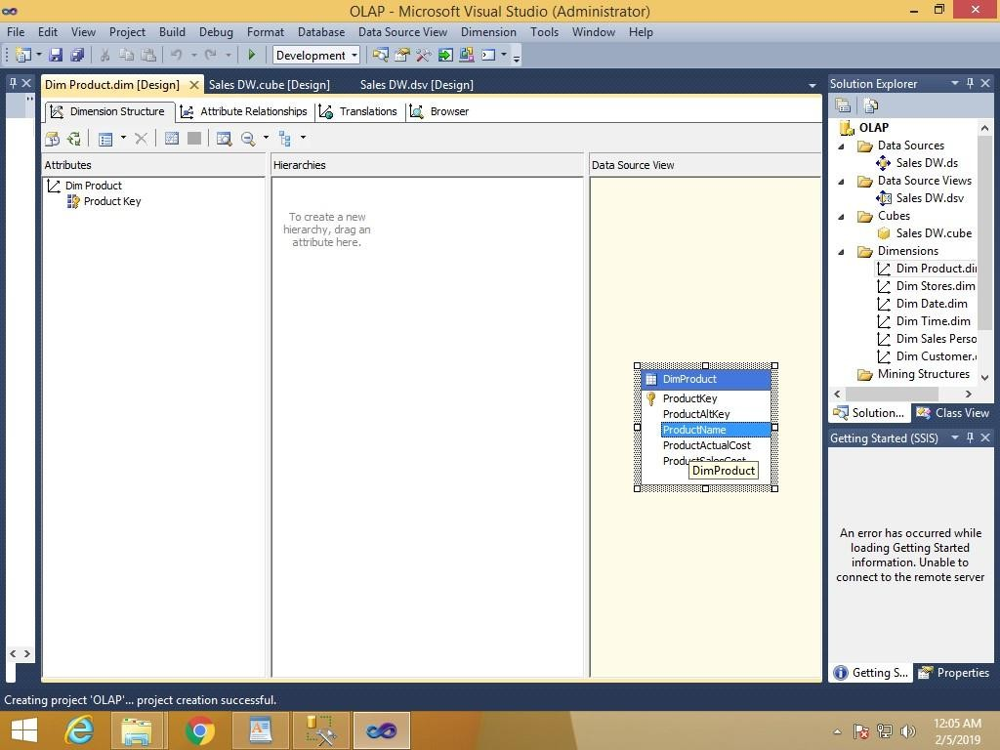 OLAP - Microsoft Visual Studio (Administrator)
File Edit View Project Build Debug Format Database Data Source View Dimension Tools Window Help
Development
Dim Product.dim [Design] Sales DW.cube [Design] Sales DW.dsv [Design]
Dimension Structure Attribute Relationships Translations Browser
Attributes
Dim Product
Product Key
Hierarchies
To create a new
hierarchy, drag an
attribute here.
Data Source View
DimProduct
ProductKey
ProductAltKey
ProductName
ProductActualCost
ProductSalesCost
DimProduct
Solution Explorer
OLAP
Data Sources
Sales DW.ds
Data Source Views
Sales DW.dsv
Cubes
Sales DW.cube
Dimensions
Dim Product.di
Dim Stores.dim
Dim Date.dim
Dim Time.dim
Dim Sales Perso
Dim Customer.
Mining Structures
Solution... Class View
Getting Started (SSIS)
An error has occurred while
loading Getting Started
information. Unable to
connect to the remote server
Getting S... Properties
Creating project 'OLAP'... project creation successful.
12:05 AM
2/5/2019